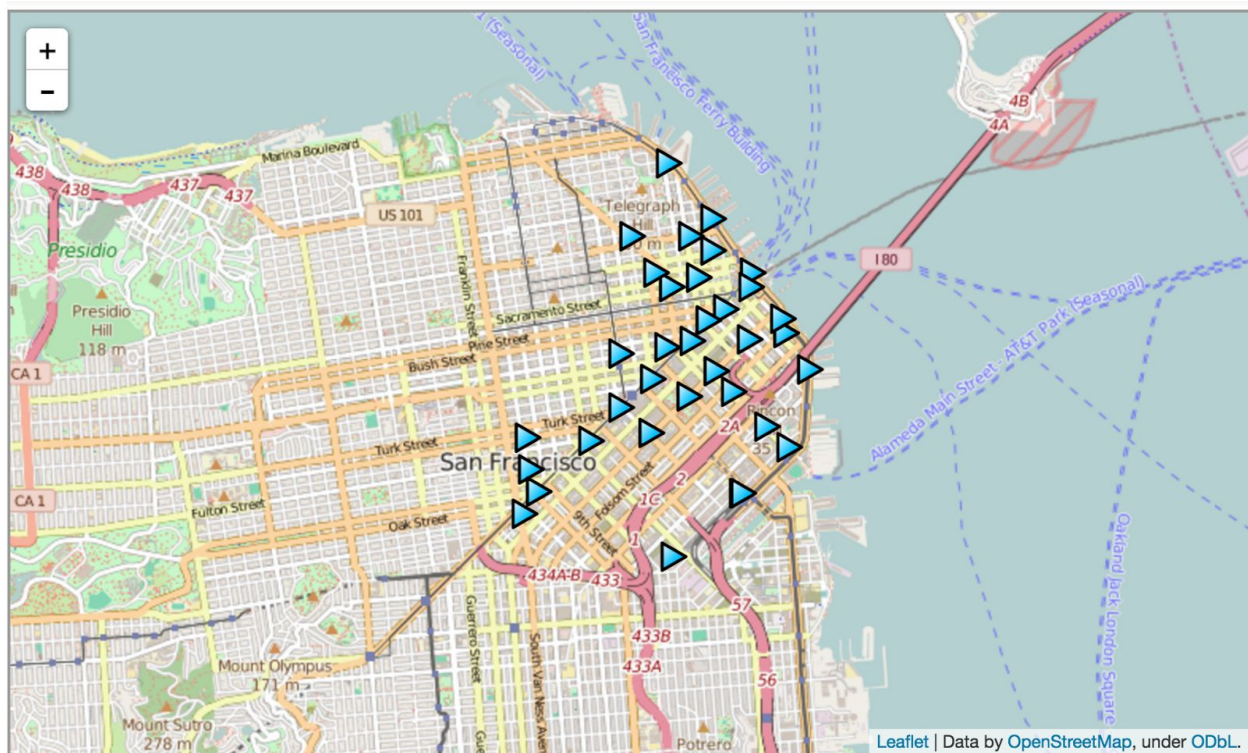 +
-
1 (Seasonal)
San Francisco Ferry Building
4B
4A
Marina Boulevard
438
438
437
437
US 101
Telegraph
Hill
0 m
Presidio
Franklin Street
I 80
Presidio
Hill
118 m
Sacramento Street
Pine Street
Bush Street
CA 1
Alameda Main Street - AT&T Park (Seasonal)
Turk Street
Turk Street
Rincon
35
2A
San Francisco
2
1C
Folsom Street
CA 1
Fulton Street
Oak Street
9th Street
1
434A-B
433
57
Oakland Jack London Square
Guerrero Street
South Van Ness Aven
433B
433A
56
Mount Olympus
171 m
Mount Sutro
278 m
Potrero
Leaflet | Data by OpenStreetMap, under ODbL.